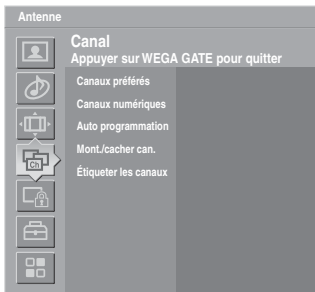 Antenne
Canal
Appuyer sur WEGA GATE pour quitter
Canaux préférés
Canaux numériques
Auto programmation
Mont./cacher can.
Ch
Étiqueter les canaux